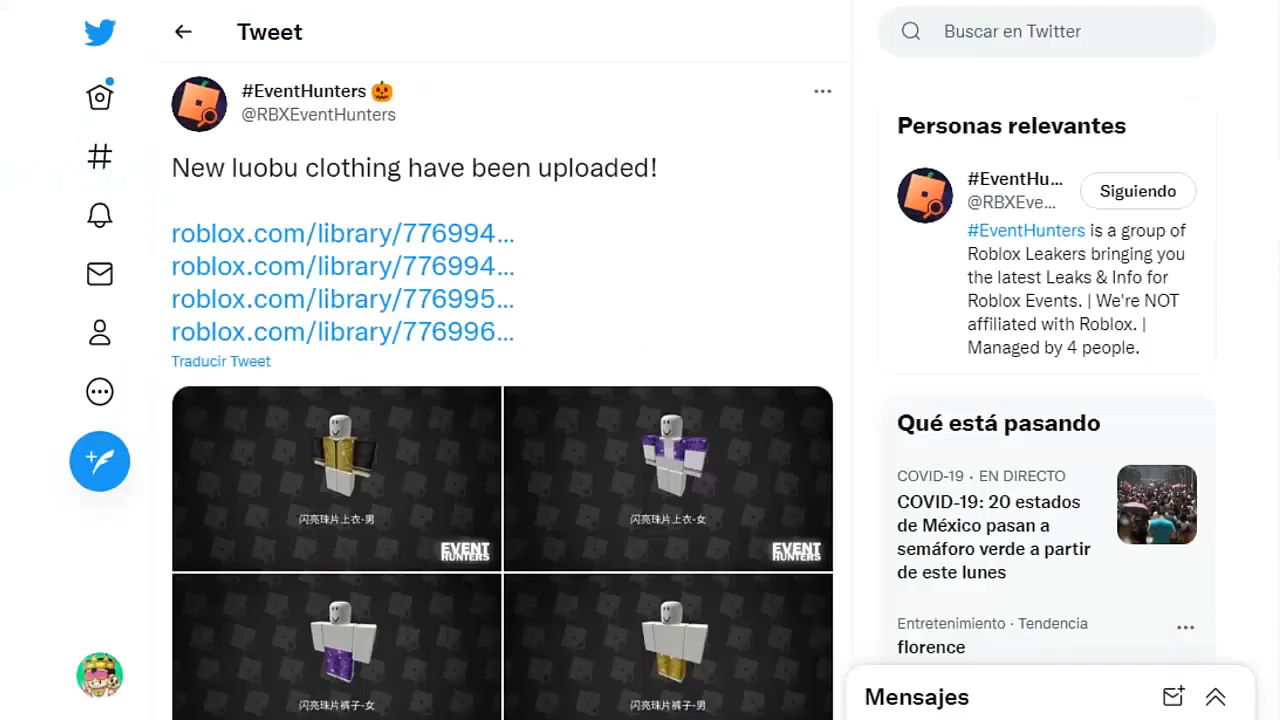 Tweet
#EventHunters 🎃
@RBXEventHunters
New luobu clothing have been uploaded!
roblox.com/library/776994...
roblox.com/library/776994...
roblox.com/library/776995...
roblox.com/library/776996...
Traducir Tweet
闪亮珠片上衣-男
EVENT
HUNTERS
闪亮珠片上衣-女
EVENT
HUNTERS
闪亮珠片裤子-女
闪亮珠片裤子-男
Buscar en Twitter
Personas relevantes
#EventHu...
@RBXEve...
Siguiendo
#EventHunters is a group of
Roblox Leakers bringing you
the latest Leaks & Info for
Roblox Events. | We're NOT
affiliated with Roblox. |
Managed by 4 people.
Qué está pasando
COVID-19 · EN DIRECTO
COVID-19: 20 estados
de México pasan a
semáforo verde a partir
de este lunes
Entretenimiento · Tendencia
florence
Mensajes